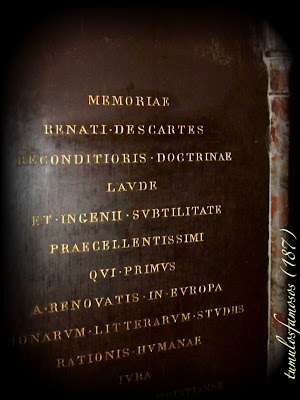 MEMORIAE
RENATI·DESCARTES
RECONDITIORIS·DOCTRINAE
LAVDE
ET·INGENII·SVBTILITATE
PRAECELLENTISSIMI
QVI·PRIMVS
A·RENOVATIS·IN·EVROPA
BONARVM·LITTERARVM·STVDIIS
RATIONIS·HVMANAE
IVRA
tumulosfamosos (187)